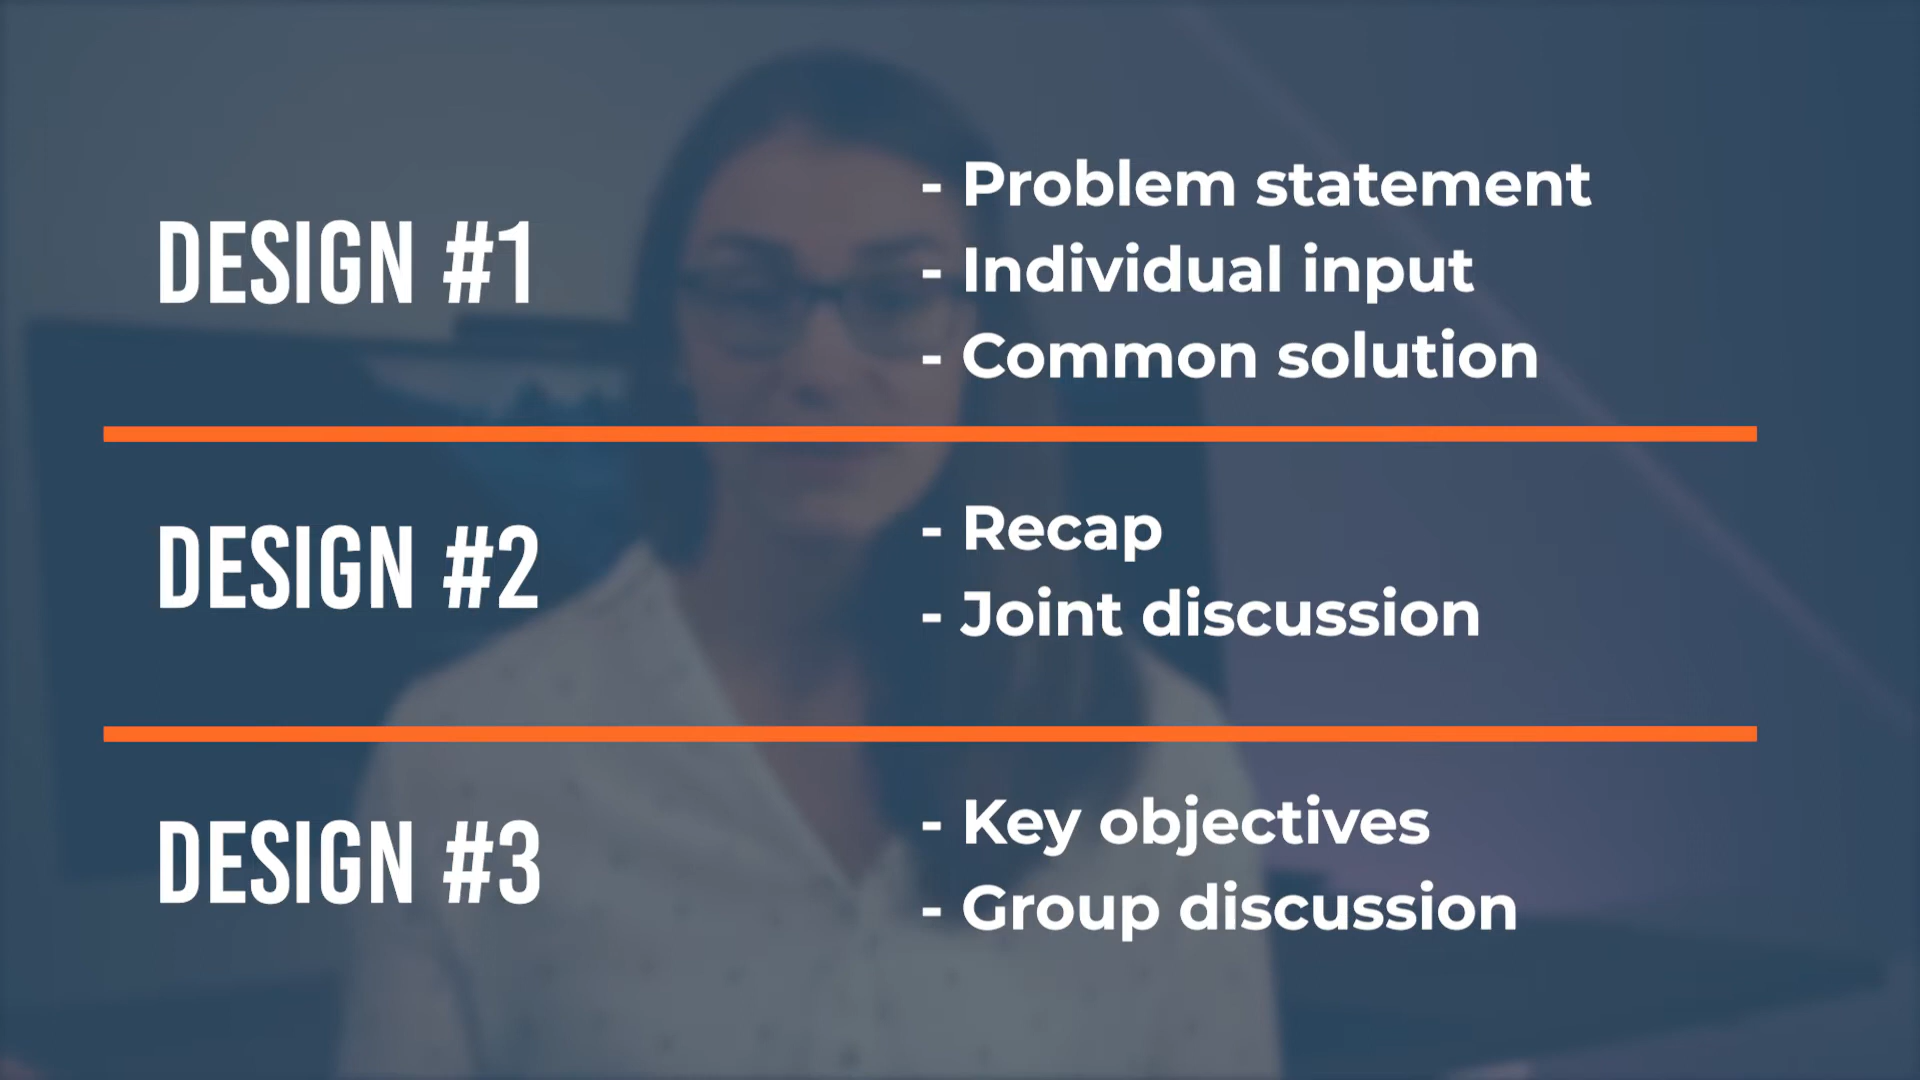 DESIGN #1
- Problem statement
- Individual input
- Common solution
DESIGN #2
- Recap
- Joint discussion
DESIGN #3
- Key objectives
- Group discussion